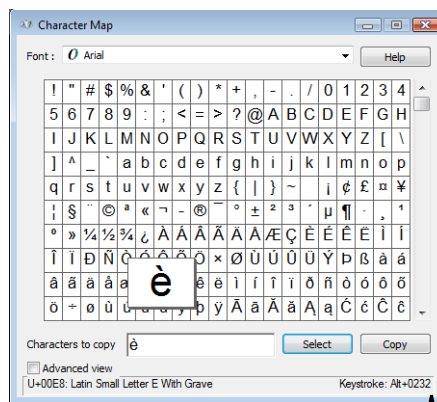 Character Map
Font : O Arial Help
! " # $ % & ' ( ) * + , - . / 0 1 2 3 4
5 6 7 8 9 : ; < = > ? @ A B C D E F G H
I J K L M N O P Q R S T U V W X Y Z [ \
] ^ _ ` a b c d e f g h i j k l m n o p
q r s t u v w x y z { | } ~ ¡ ¢ £ ¤ ¥
¦ § ¨ © ª « ¬ - ® ¯ ° ± ² ³ ´ µ ¶ · ¸ ¹
º » ¼ ½ ¾ ¿ À Á Â Ã Ä Å Æ Ç È É Ê Ë Ì Í
Î Ï Ð Ñ Ò Ö × Ø Ù Ú Û Ü Ý Þ ß à á
â ã ä å è ê ë ì í î ï ð ñ ò ó ô õ
ö ÷ ø ù ÿ Ā ā Ă ă Ą ą Ć ć Ĉ ĉ
Characters to copy : è Select Copy
Advanced view
U+00E8: Latin Small Letter E With Grave Keystroke: Alt+0232